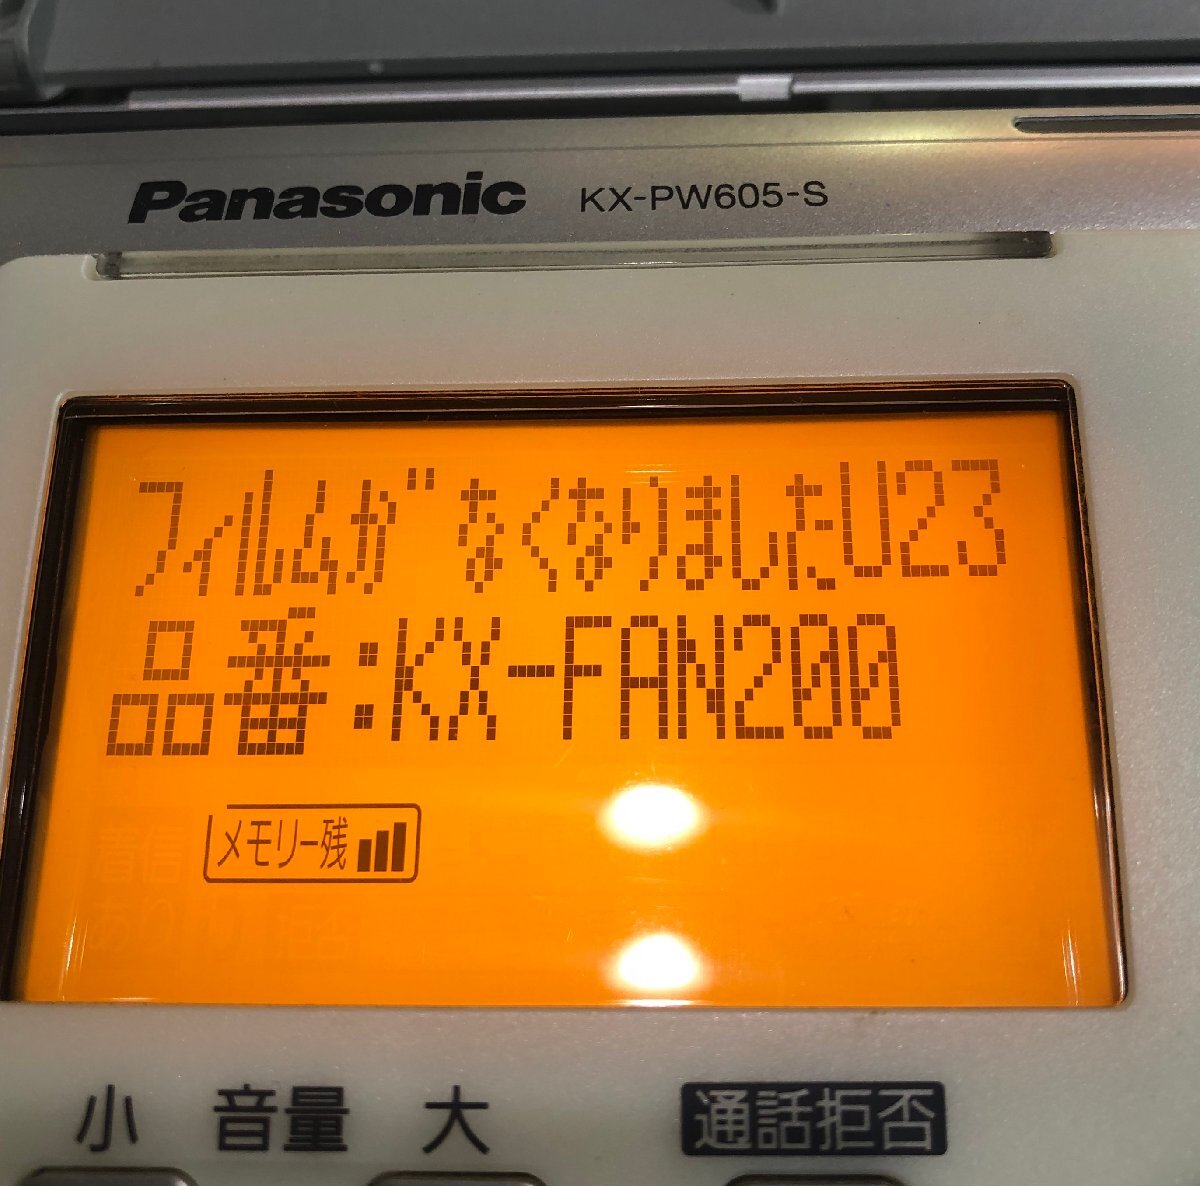 Panasonic KX-PW605-S
フィルムがなくなりましたU23
品番:KX-FAN200
メモリー残
小 音量 大 通話拒否